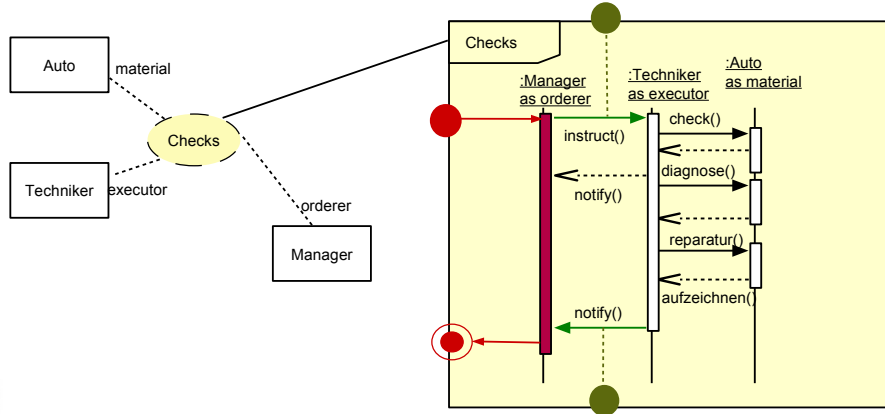 Auto
material
Checks
Techniker
executor
orderer
Manager
Checks
:Manager
as orderer
:Techniker
as executor
:Auto
as material
check()
instruct()
diagnose()
notify()
reparatur()
aufzeichnen()
notify()